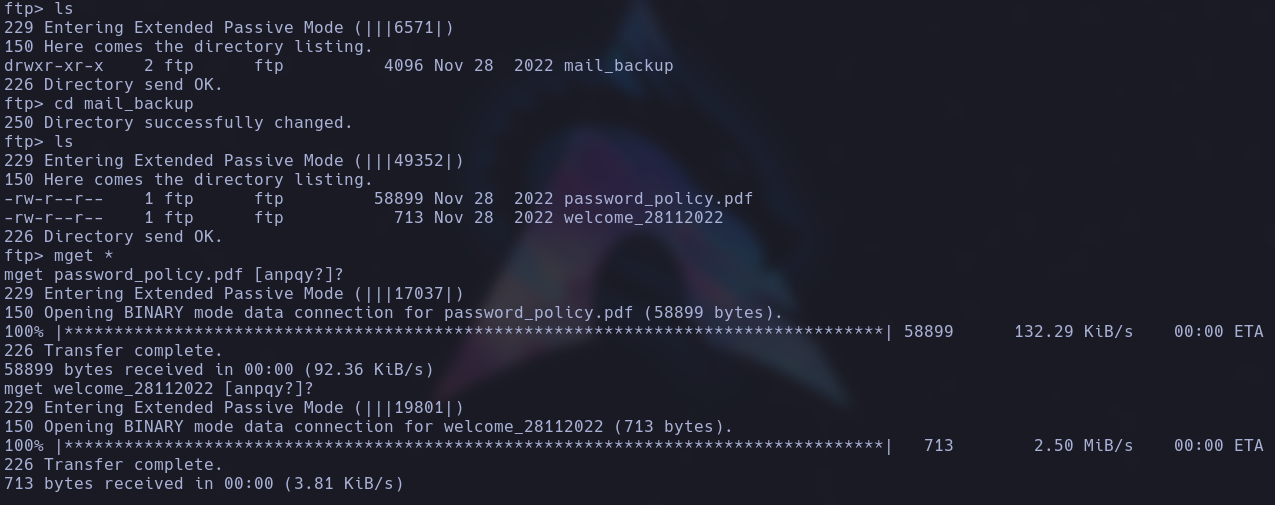 ftp> ls
229 Entering Extended Passive Mode (|||6571|)
150 Here comes the directory listing.
drwxr-xr-x    2 ftp      ftp          4096 Nov 28  2022 mail_backup
226 Directory send OK.
ftp> cd mail_backup
250 Directory successfully changed.
ftp> ls
229 Entering Extended Passive Mode (|||49352|)
150 Here comes the directory listing.
-rw-r--r--    1 ftp      ftp         58899 Nov 28  2022 password_policy.pdf
-rw-r--r--    1 ftp      ftp           713 Nov 28  2022 welcome_28112022
226 Directory send OK.
ftp> mget *
mget password_policy.pdf [anpqy?]?
229 Entering Extended Passive Mode (|||17037|)
150 Opening BINARY mode data connection for password_policy.pdf (58899 bytes).
100% |**********************************************************************************| 58899      132.29 KiB/s    00:00 ETA
226 Transfer complete.
58899 bytes received in 00:00 (92.36 KiB/s)
mget welcome_28112022 [anpqy?]?
229 Entering Extended Passive Mode (|||19801|)
150 Opening BINARY mode data connection for welcome_28112022 (713 bytes).
100% |**********************************************************************************|   713        2.50 MiB/s    00:00 ETA
226 Transfer complete.
713 bytes received in 00:00 (3.81 KiB/s)